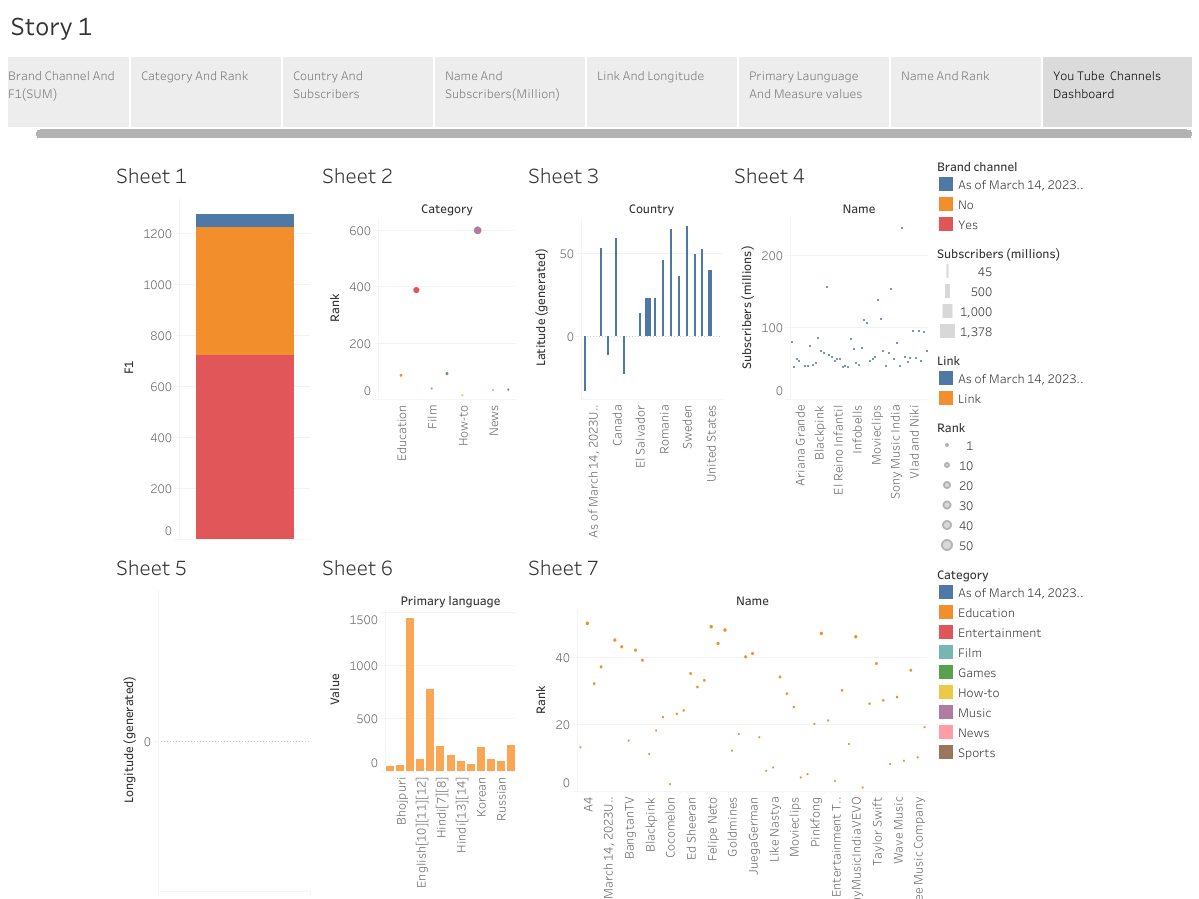 Story 1
Brand Channel And
F1(SUM)
Category And Rank
Country And
Subscribers
Name And
Subscribers(Million)
Link And Longitude
Primary Launguage
And Measure values
Name And Rank
You Tube Channels
Dashboard
Sheet 1
F1
1200
1000
800
600
400
200
0
Sheet 2
Category
Rank
600
400
200
0
Education
Film
How-to
News
Sheet 3
Country
Latitude (generated)
50
0
As of March 14, 2023U..
Canada
El Salvador
Romania
Sweden
United States
Sheet 4
Name
Subscribers (millions)
200
100
0
Ariana Grande
Blackpink
El Reino Infantil
Infobells
Movieclips
Sony Music India
Vlad and Niki
Brand channel
As of March 14, 2023..
No
Yes
Subscribers (millions)
45
500
1,000
1,378
Link
As of March 14, 2023..
Link
Rank
1
10
20
30
40
50
Category
As of March 14, 2023..
Education
Entertainment
Film
Games
How-to
Music
News
Sports
Sheet 5
Longitude (generated)
0
Sheet 6
Primary language
Value
1500
1000
500
0
Bhojpuri
English[10][11][12]
Hindi[7][8]
Hindi[13][14]
Korean
Russian
Sheet 7
Name
Rank
40
20
0
A4
March 14, 2023U..
BangtanTV
Blackpink
Cocomelon
Ed Sheeran
Felipe Neto
Goldmines
JuegaGerman
Like Nastya
Movieclips
Pinkfong
Entertainment T..
yMusicIndiaVEVO
Taylor Swift
Wave Music
ee Music Company